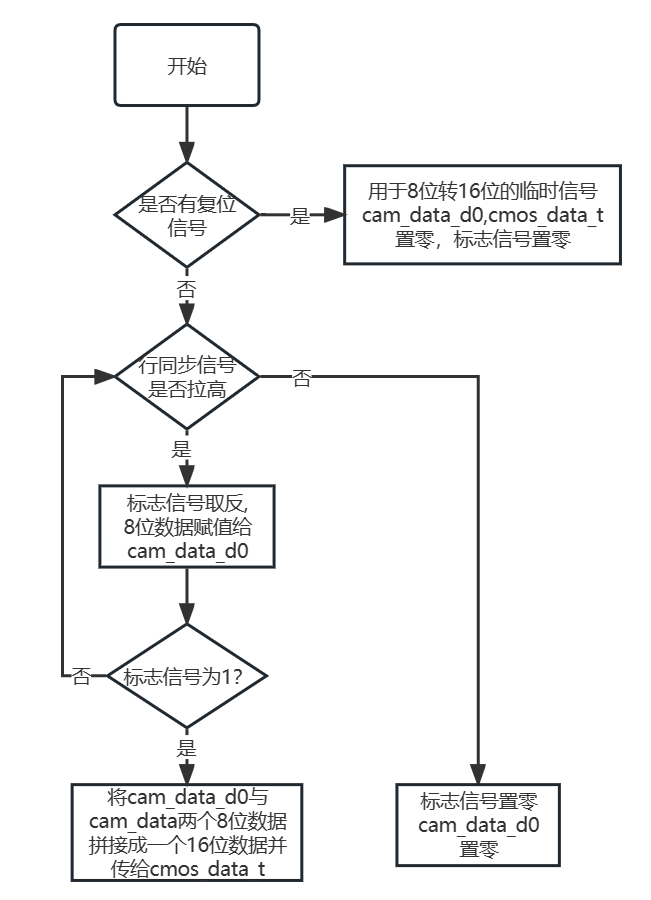 开始
是否有复位
信号
是
用于8位转16位的临时信号
cam_data_d0,cmos_data_t
置零，标志信号置零
否
行同步信号
是否拉高
否
是
标志信号取反,
8位数据赋值给
cam_data_d0
标志信号为1?
否
是
将cam_data_d0与
cam_data两个8位数据
拼接成一个16位数据并
传给cmos_data_t
标志信号置零
cam_data_d0
置零